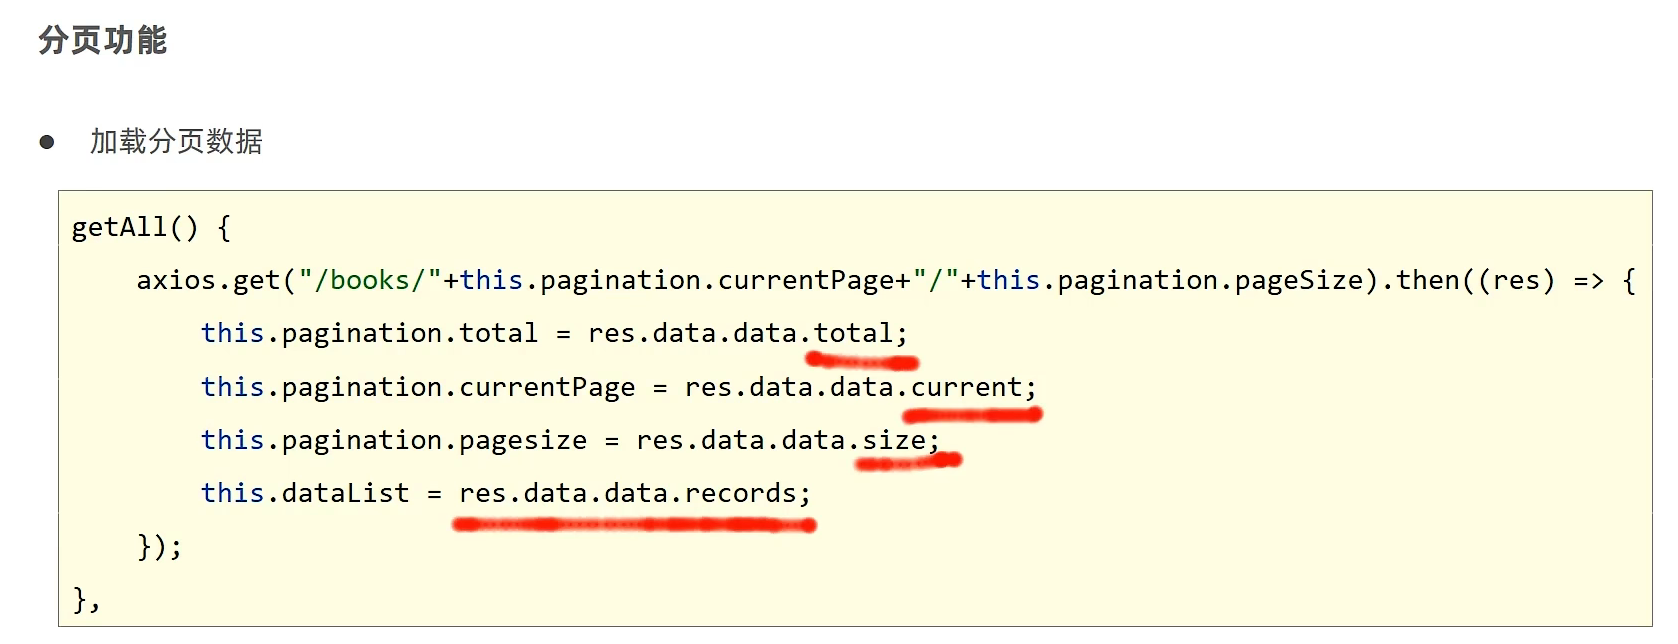 分页功能
● 加载分页数据
getAll() {
    axios.get("/books/"+this.pagination.currentPage+"/"+this.pagination.pageSize).then((res) => {
        this.pagination.total = res.data.data.total;
        this.pagination.currentPage = res.data.data.current;
        this.pagination.pagesize = res.data.data.size;
        this.dataList = res.data.data.records;
    });
},